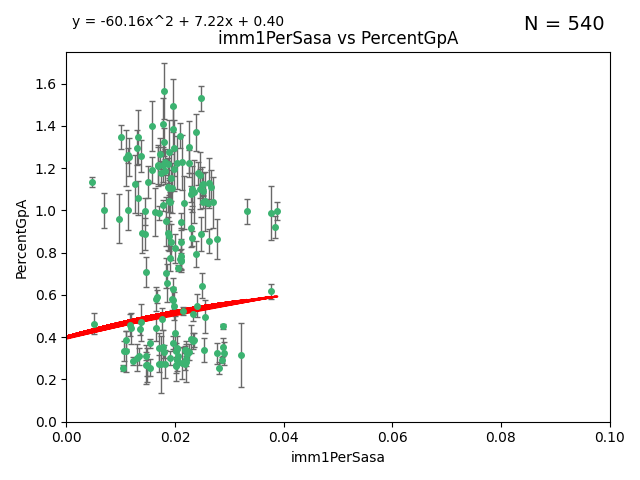 y = -60.16x^2 + 7.22x + 0.40
N = 540
imm1PerSasa vs PercentGpA
PercentGpA
1.6
1.4
1.2
1.0
0.8
0.6
0.4
0.2
0.0
0.00 0.02 0.04 0.06 0.08 0.10
imm1PerSasa